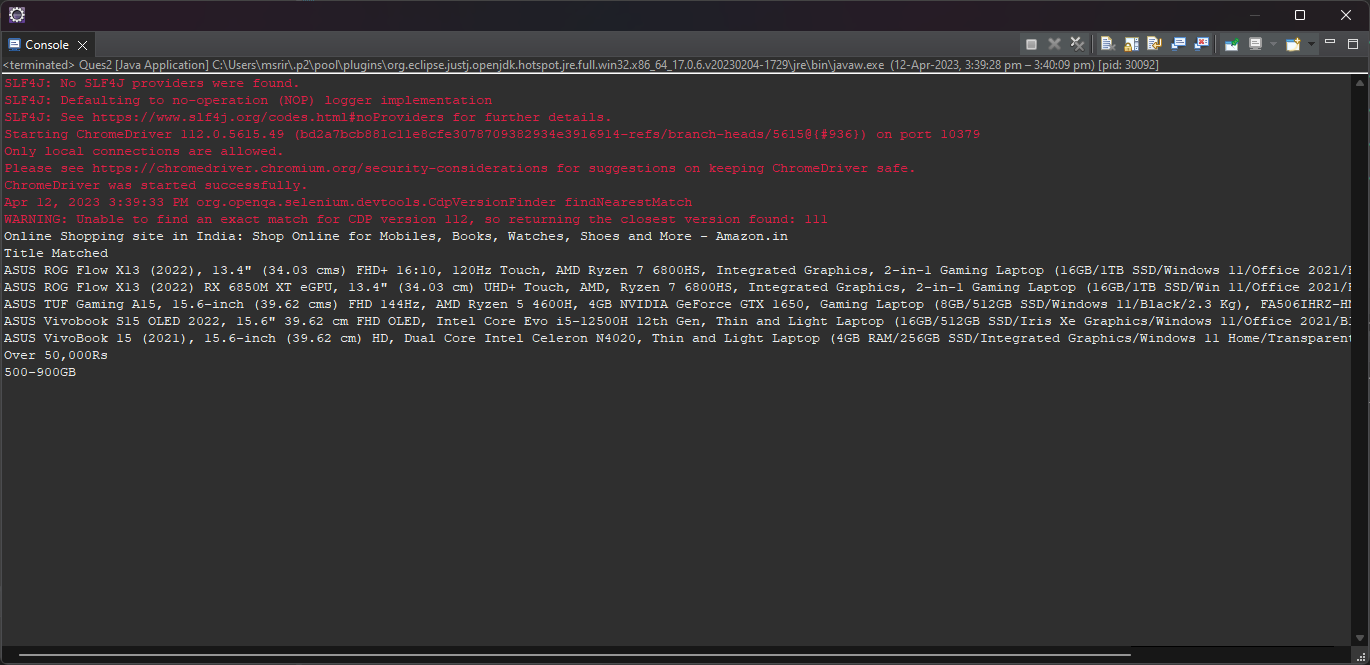 Console
<terminated> Ques2 [Java Application] C:\Users\msrir\.p2\pool\plugins\org.eclipse.justj.openjdk.hotspot.jre.full.win32.x86_64_17.0.6.v20230204-1729\jre\bin\javaw.exe (12-Apr-2023, 3:39:28 pm – 3:40:09 pm) [pid: 30092]
SLF4J: No SLF4J providers were found.
SLF4J: Defaulting to no-operation (NOP) logger implementation
SLF4J: See https://www.slf4j.org/codes.html#noProviders for further details.
Starting ChromeDriver 112.0.5615.49 (bd2a7bcb881c11e8cfe3078709382934e3916914-refs/branch-heads/5615@{#936}) on port 10379
Only local connections are allowed.
Please see https://chromedriver.chromium.org/security-considerations for suggestions on keeping ChromeDriver safe.
ChromeDriver was started successfully.
Apr 12, 2023 3:39:33 PM org.openqa.selenium.devtools.CdpVersionFinder findNearestMatch
WARNING: Unable to find an exact match for CDP version 112, so returning the closest version found: 111
Online Shopping site in India: Shop Online for Mobiles, Books, Watches, Shoes and More - Amazon.in
Title Matched
ASUS ROG Flow X13 (2022), 13.4" (34.03 cms) FHD+ 16:10, 120Hz Touch, AMD Ryzen 7 6800HS, Integrated Graphics, 2-in-1 Gaming Laptop (16GB/1TB SSD/Windows 11/Office 2021/
ASUS ROG Flow X13 (2022) RX 6850M XT eGPU, 13.4" (34.03 cm) UHD+ Touch, AMD, Ryzen 7 6800HS, Integrated Graphics, 2-in-1 Gaming Laptop (16GB/1TB SSD/Win 11/Office 2021/
ASUS TUF Gaming A15, 15.6-inch (39.62 cms) FHD 144Hz, AMD Ryzen 5 4600H, 4GB NVIDIA GeForce GTX 1650, Gaming Laptop (8GB/512GB SSD/Windows 11/Black/2.3 Kg), FA506IHRZ-HN
ASUS Vivobook S15 OLED 2022, 15.6" 39.62 cm FHD OLED, Intel Core Evo i5-12500H 12th Gen, Thin and Light Laptop (16GB/512GB SSD/Iris Xe Graphics/Windows 11/Office 2021/Bl
ASUS VivoBook 15 (2021), 15.6-inch (39.62 cm) HD, Dual Core Intel Celeron N4020, Thin and Light Laptop (4GB RAM/256GB SSD/Integrated Graphics/Windows 11 Home/Transparent
Over 50,000Rs
500-900GB